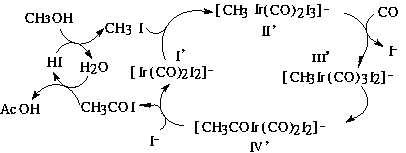 [CH3 Ir(CO)2I3]-
CO
CH3OH
CH3 I
II'
I-
I'
III'
HI
H2O
[Ir(CO)2I2]-
[CH3Ir(CO)3I2]-
AcOH
CH3COI
I-
[CH3COIr(CO)2I2]-
IV'